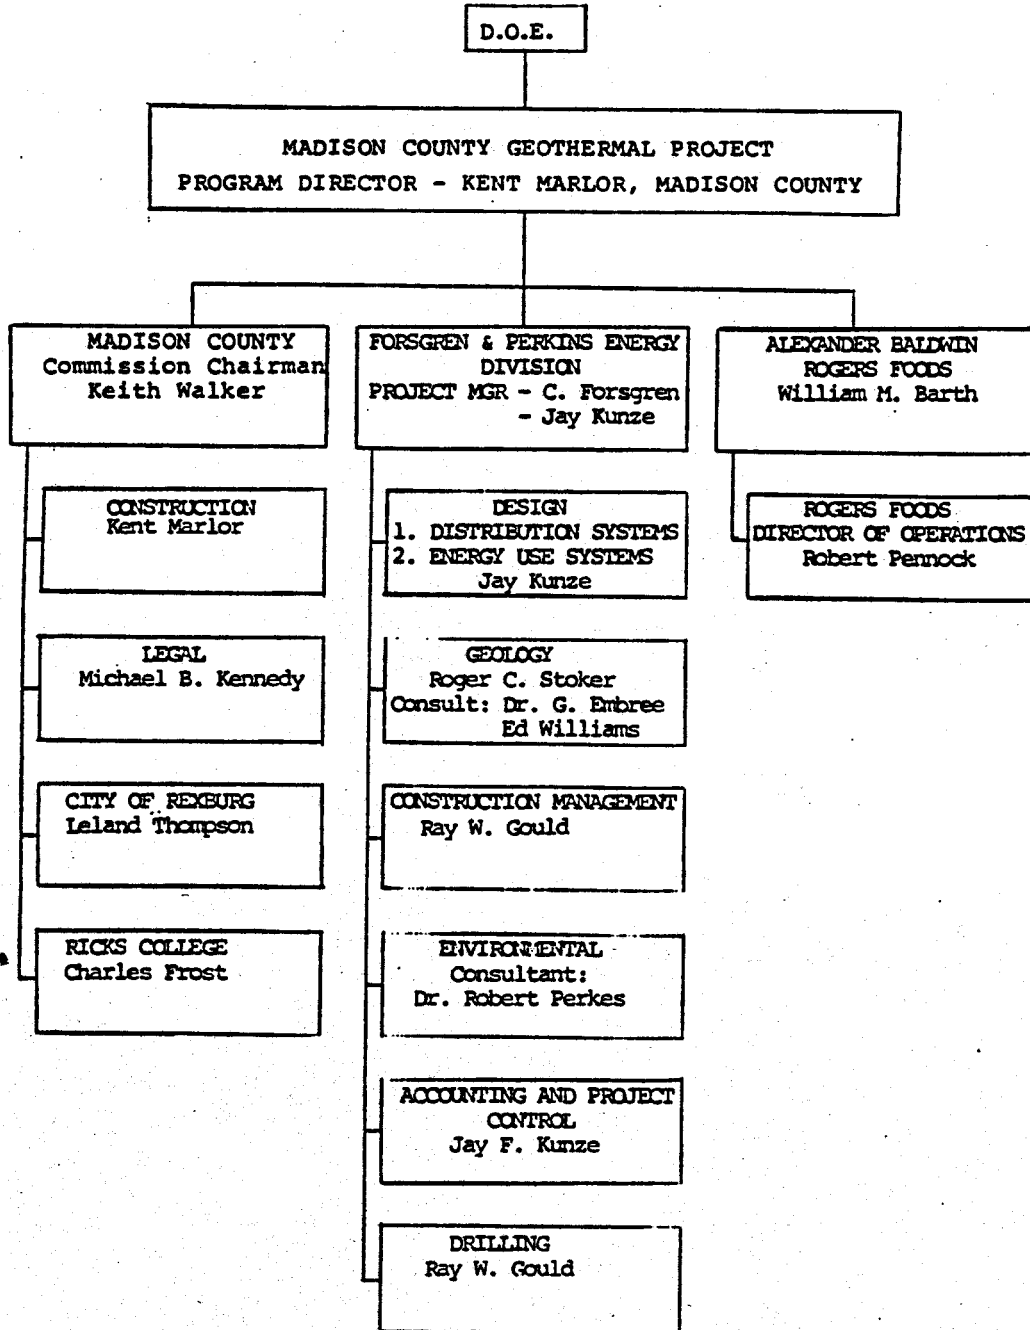 D.O.E.
MADISON COUNTY GEOTHERMAL PROJECT
PROGRAM DIRECTOR - KENT MARLOR, MADISON COUNTY
MADISON COUNTY
Commission Chairman
Keith Walker
CONSTRUCTION
Kent Marlor
LEGAL
Michael B. Kennedy
CITY OF REXBURG
Leland Thompson
RICKS COLLEGE
Charles Frost
FORSGREN & PERKINS ENERGY
DIVISION
PROJECT MGR - C. Forsgren
- Jay Kunze
DESIGN
1. DISTRIBUTION SYSTEMS
2. ENERGY USE SYSTEMS
Jay Kunze
GEOLOGY
Roger C. Stoker
Consult: Dr. G. Embree
Ed Williams
CONSTRUCTION MANAGEMENT
Ray W. Gould
ENVIRONMENTAL
Consultant:
Dr. Robert Perkes
ACCOUNTING AND PROJECT
CONTROL
Jay F. Kunze
DRILLING
Ray W. Gould
ALEXANDER BALDWIN
ROGERS FOODS
William M. Barth
ROGERS FOODS
DIRECTOR OF OPERATIONS
Robert Pennock